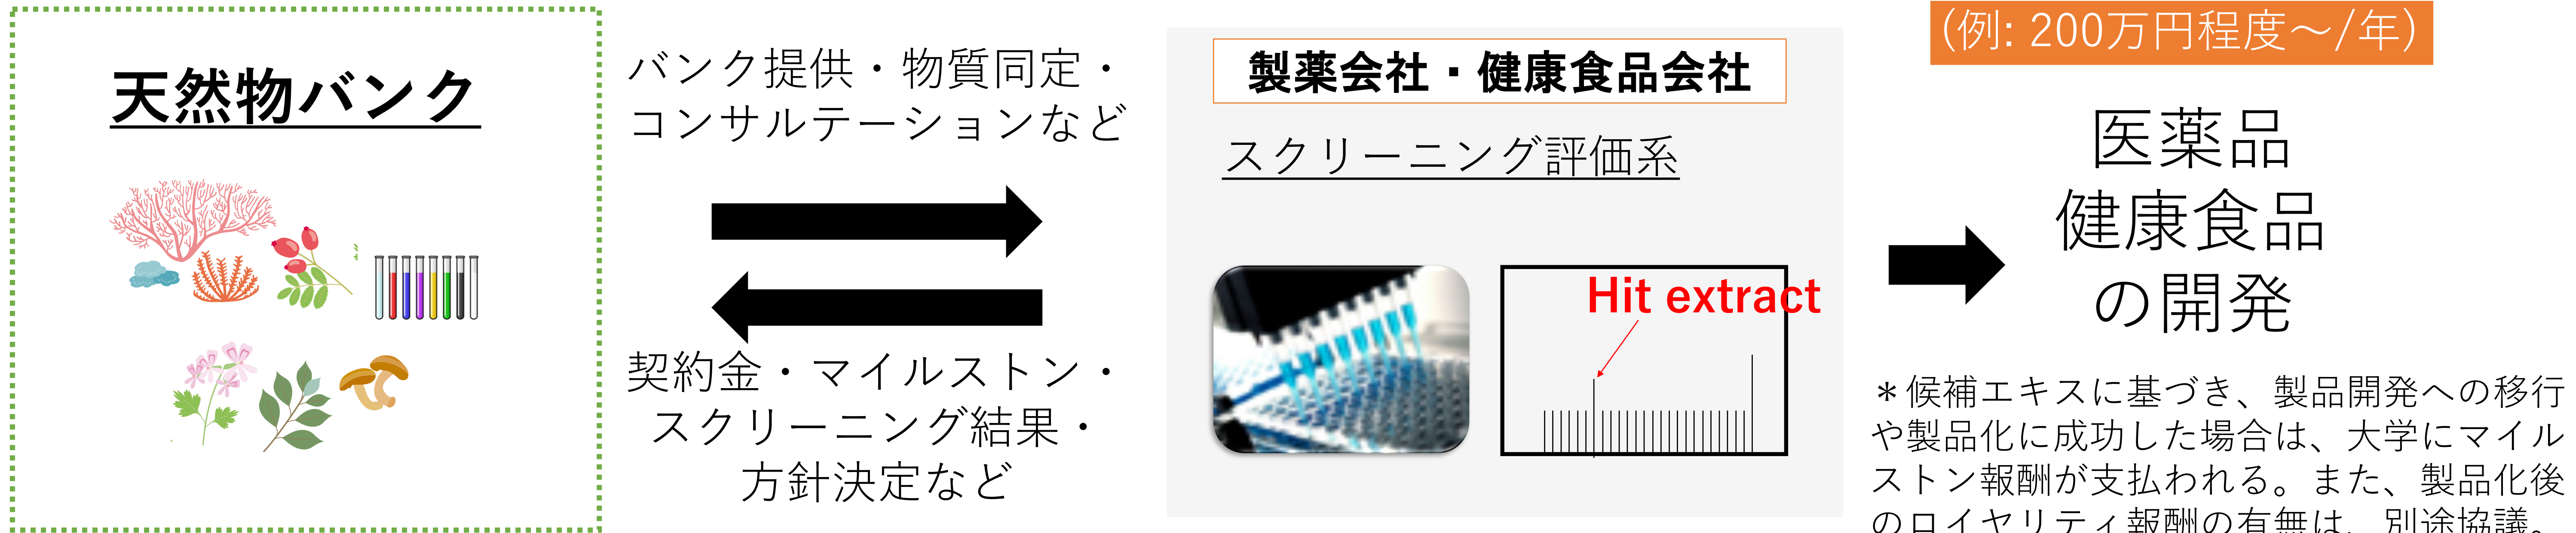 天然物バンク
バンク提供・物質同定・
コンサルテーションなど
契約金・マイルストン・
スクリーニング結果・
方針決定など
製薬会社・健康食品会社
スクリーニング評価系
Hit extract
(例: 200万円程度～/年)
医薬品
健康食品
の開発
＊候補エキスに基づき、製品開発への移行
や製品化に成功した場合は、大学にマイル
ストン報酬が支払われる。また、製品化後
のロイヤリティ報酬の有無は、別途協議。